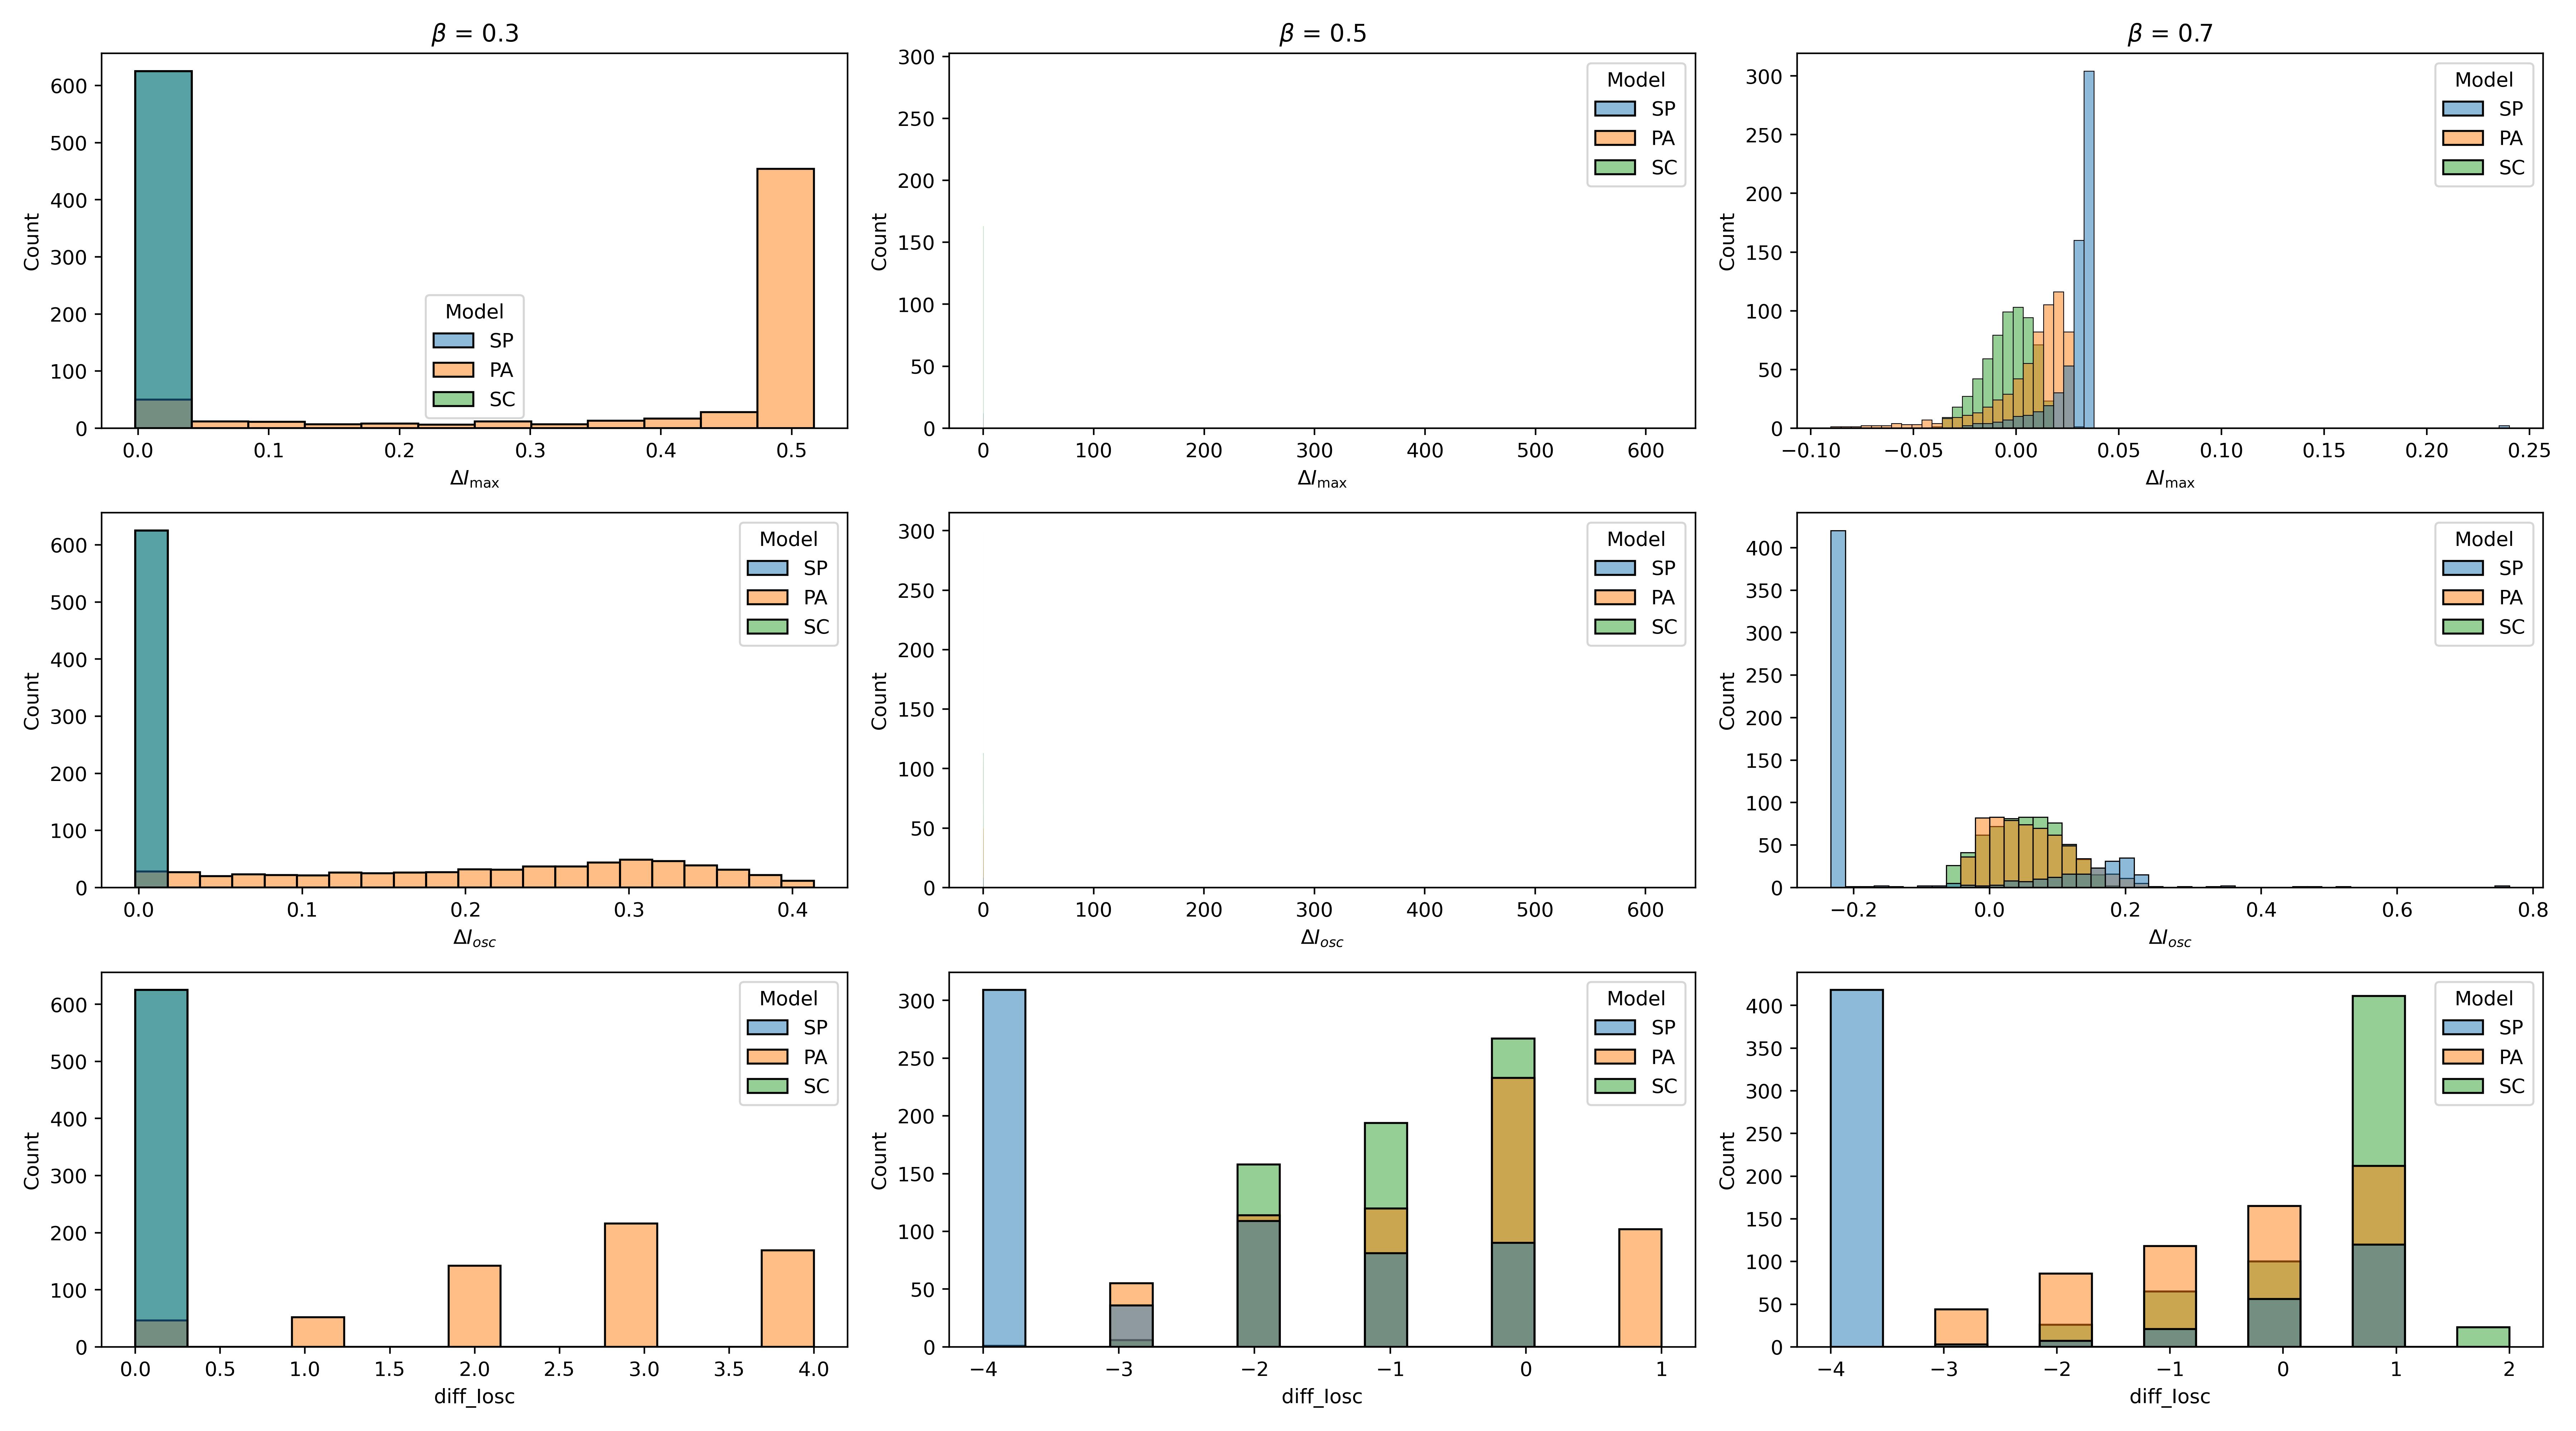 β = 0.3
600
500
400
300
200
100
0
Count
Model
SP
PA
SC
0.0 0.1 0.2 0.3 0.4 0.5
ΔImax
β = 0.5
300
250
200
150
100
50
0
Count
Model
SP
PA
SC
0 100 200 300 400 500 600
ΔImax
β = 0.7
300
250
200
150
100
50
0
Count
Model
SP
PA
SC
−0.10 −0.05 0.00 0.05 0.10 0.15 0.20 0.25
ΔImax
600
500
400
300
200
100
0
Count
Model
SP
PA
SC
0.0 0.1 0.2 0.3 0.4
ΔIosc
300
250
200
150
100
50
0
Count
Model
SP
PA
SC
0 100 200 300 400 500 600
ΔIosc
400
350
300
250
200
150
100
50
0
Count
Model
SP
PA
SC
−0.2 0.0 0.2 0.4 0.6 0.8
ΔIosc
600
500
400
300
200
100
0
Count
Model
SP
PA
SC
0.0 0.5 1.0 1.5 2.0 2.5 3.0 3.5 4.0
diff_Iosc
300
250
200
150
100
50
0
Count
Model
SP
PA
SC
−4 −3 −2 −1 0 1
diff_Iosc
400
350
300
250
200
150
100
50
0
Count
Model
SP
PA
SC
−4 −3 −2 −1 0 1 2
diff_Iosc